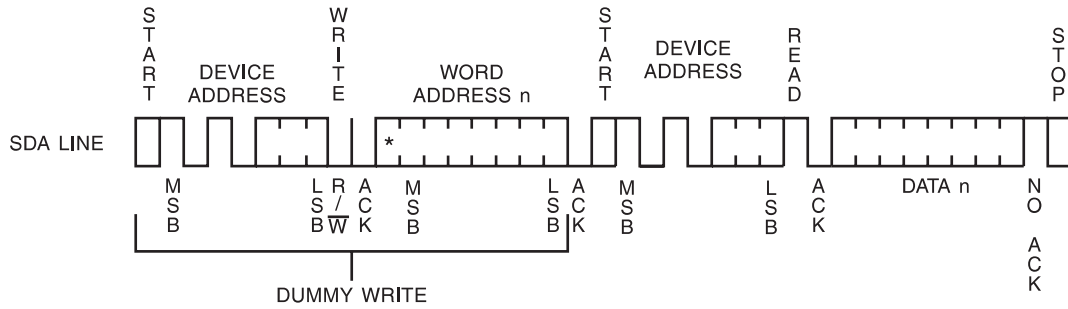 START
WRITE
START
READ
STOP
DEVICE
ADDRESS
WORD
ADDRESS n
DEVICE
ADDRESS
SDA LINE
*
MSB
LSB
R/W
ACK
MSB
LSB
ACK
MSB
LSB
ACK
DATA n
NO ACK
DUMMY WRITE